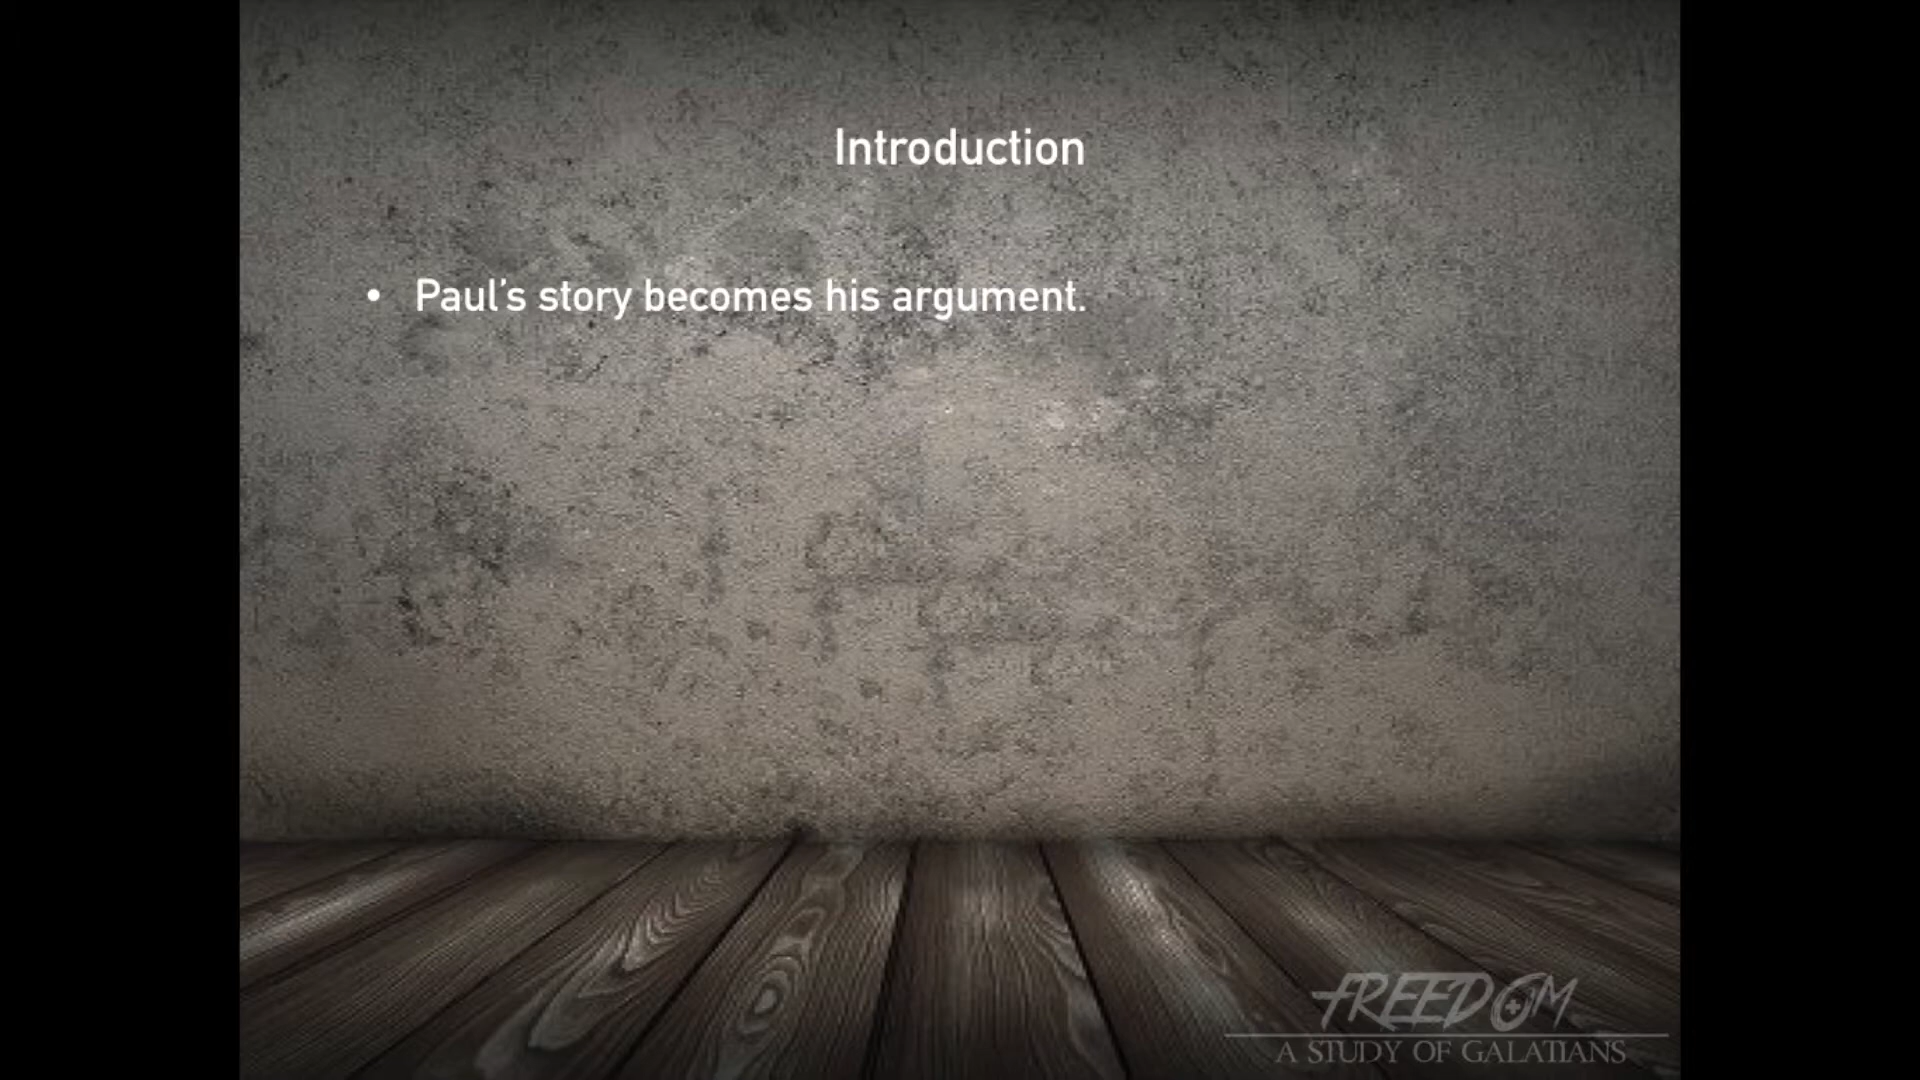 Introduction
• Paul's story becomes his argument.
FREEDOM
A STUDY OF GALATIANS